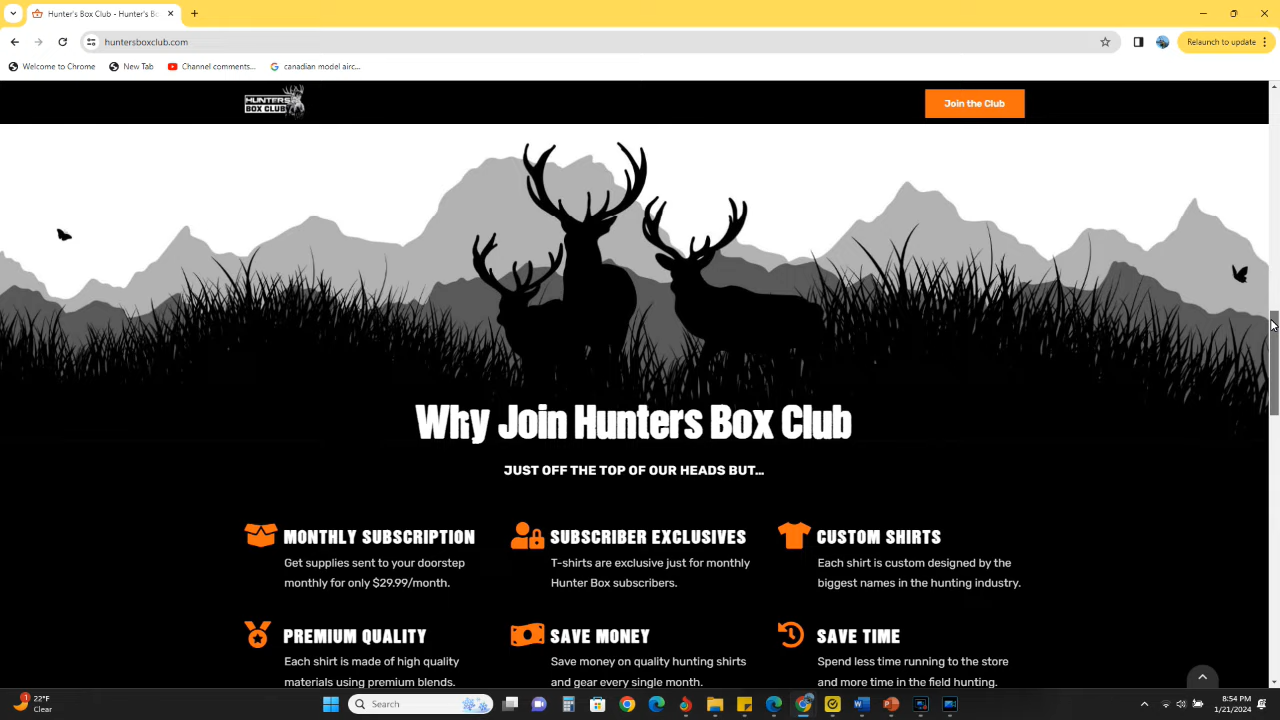 Hunters Box Club - Hunter's Bo
huntersboxclub.com
Relaunch to update
Welcome to Chrome
New Tab
Channel comments...
canadian model airc...
HUNTERS
BOX CLUB
Join the Club
Why Join Hunters Box Club
JUST OFF THE TOP OF OUR HEADS BUT...
MONTHLY SUBSCRIPTION
Get supplies sent to your doorstep
monthly for only $29.99/month.
SUBSCRIBER EXCLUSIVES
T-shirts are exclusive just for monthly
Hunter Box subscribers.
CUSTOM SHIRTS
Each shirt is custom designed by the
biggest names in the hunting industry.
PREMIUM QUALITY
Each shirt is made of high quality
materials using premium blends.
SAVE MONEY
Save money on quality hunting shirts
and gear every single month.
SAVE TIME
Spend less time running to the store
and more time in the field hunting.
1
22°F
Clear
Search
8:54 PM
1/21/2024